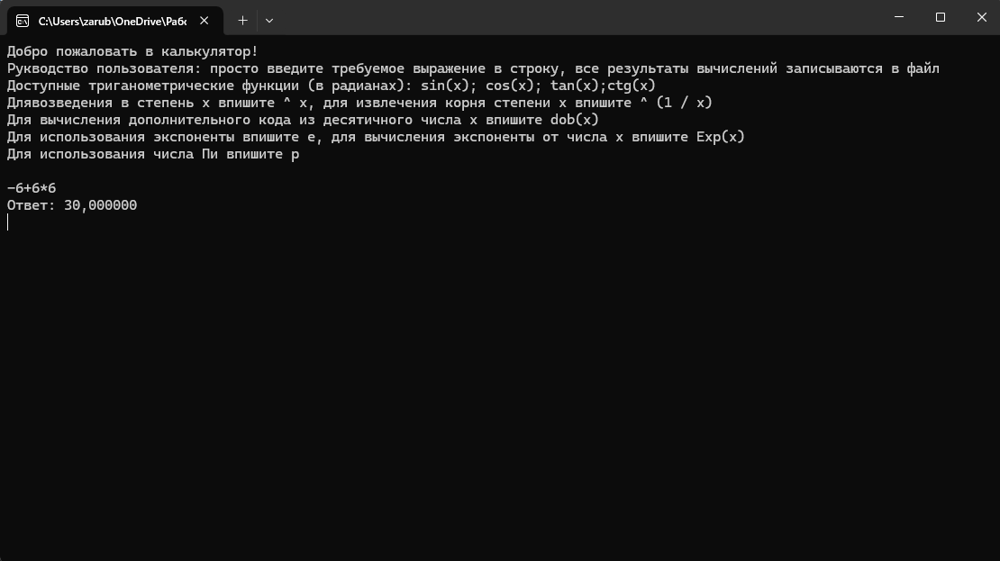 C:\Users\zarub\OneDrive\Рабо
Добро пожаловать в калькулятор!
Рукводство пользователя: просто введите требуемое выражение в строку, все результаты вычислений записываются в файл
Доступные триганометрические функции (в радианах): sin(x); cos(x); tan(x);ctg(x)
Длявозведения в степень x впишите ^ x, для извлечения корня степени x впишите ^ (1 / x)
Для вычисления дополнительного кода из десятичного числа x впишите dob(x)
Для использования экспоненты впишите e, для вычисления экспоненты от числа x впишите Exp(x)
Для использования числа Пи впишите p
-6+6*6
Ответ: 30,000000